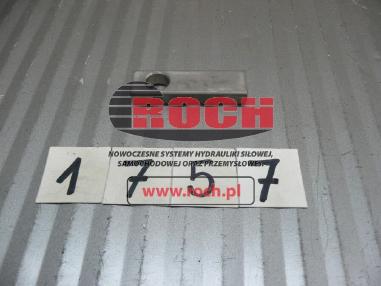 ROCH
NOWOCZESNE SYSTEMY HYDRAULIKI SIŁOWEJ,
SAMOCHODOWEJ ORAZ PRZEMYSŁOWEJ
1 7 5 7
www.roch.pl